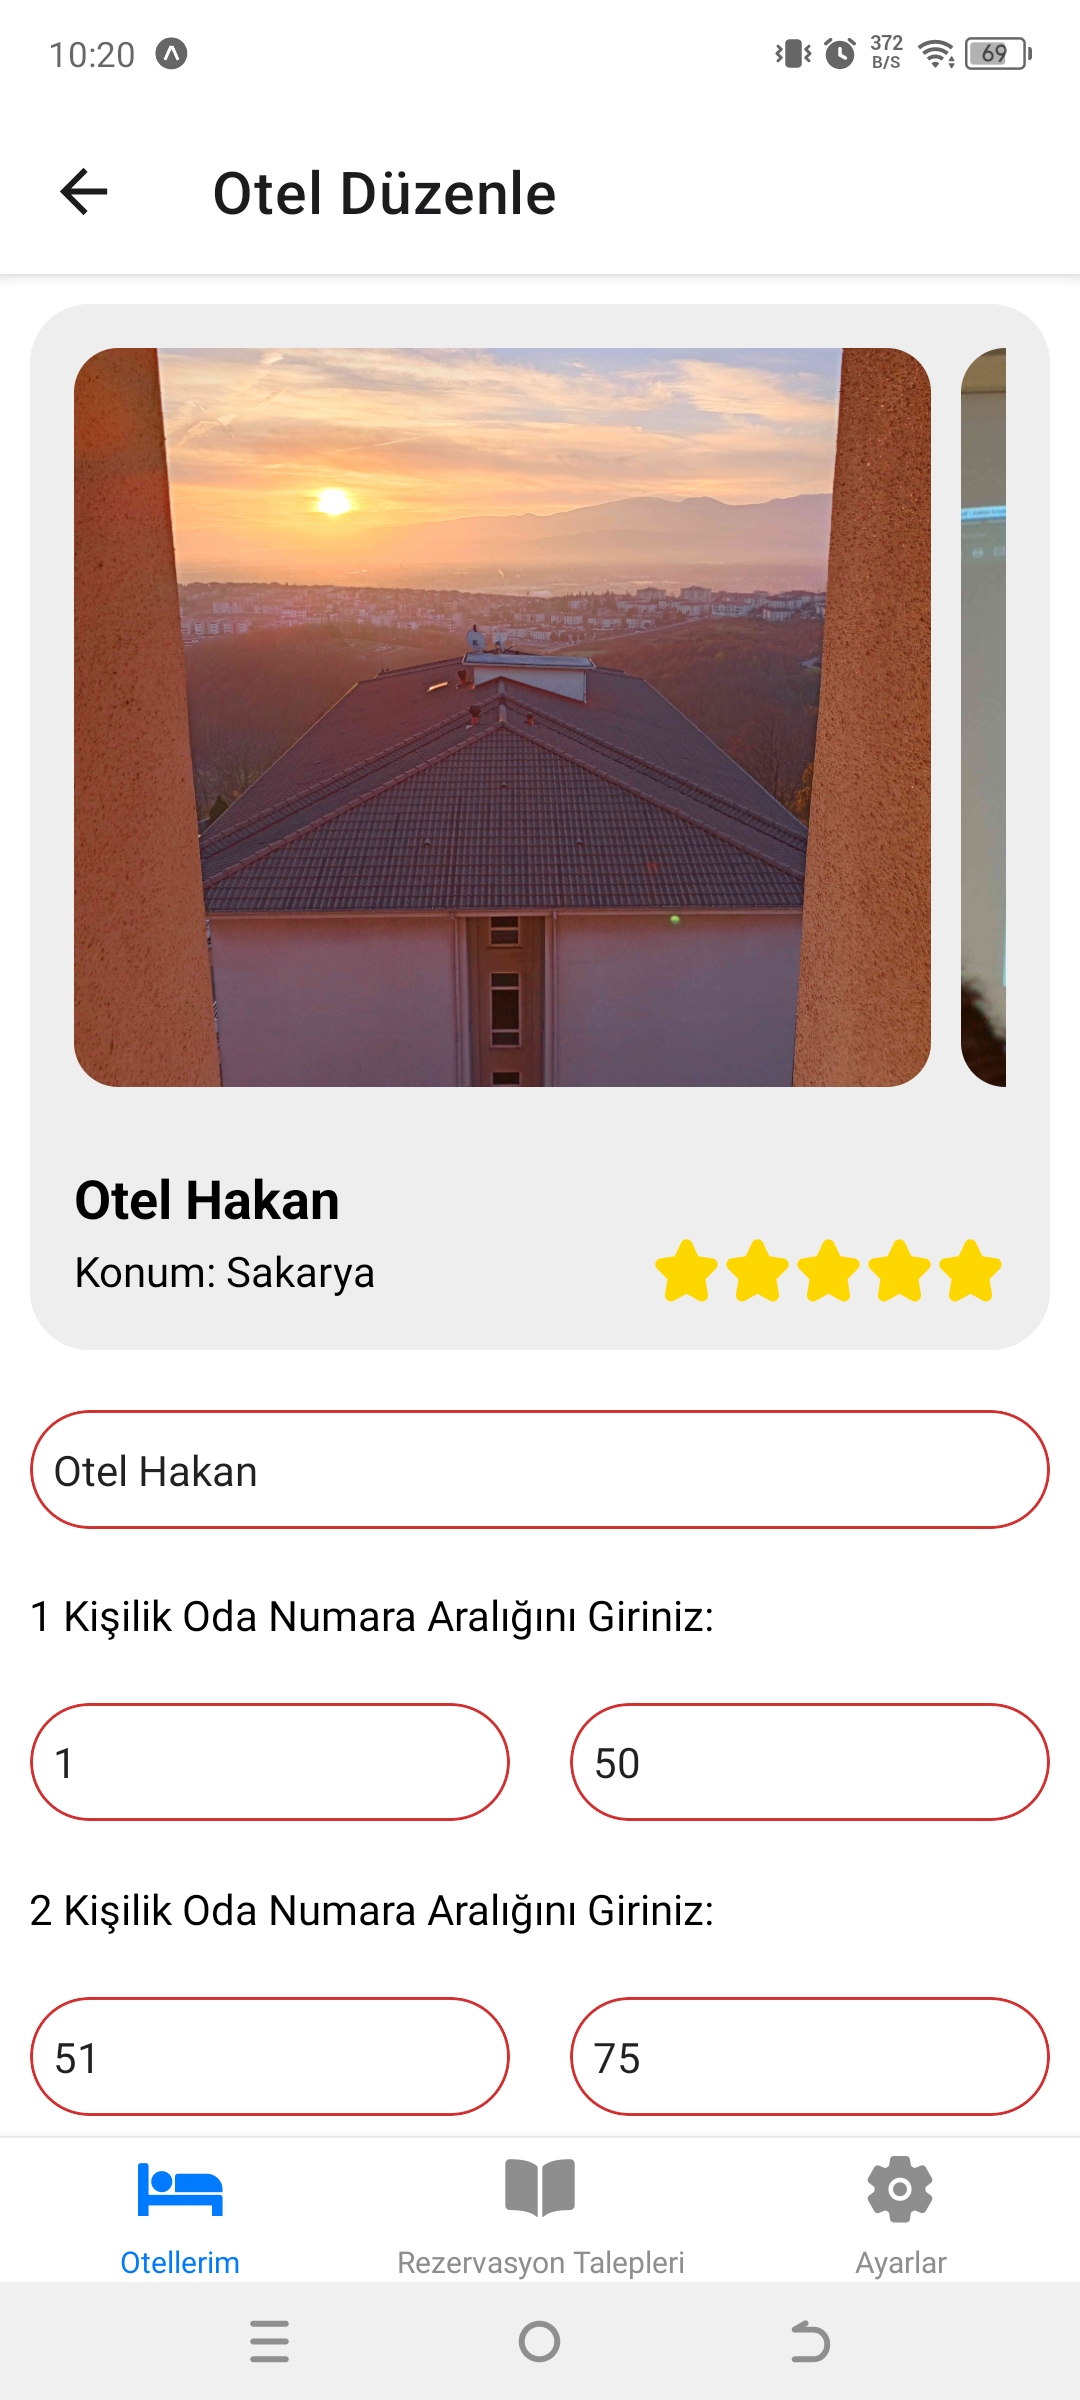 10:20
372
B/S
69
Otel Düzenle
Otel Hakan
Konum: Sakarya
Otel Hakan
1 Kişilik Oda Numara Aralığını Giriniz:
1 50
2 Kişilik Oda Numara Aralığını Giriniz:
51 75
Otellerim Rezervasyon Talepleri Ayarlar